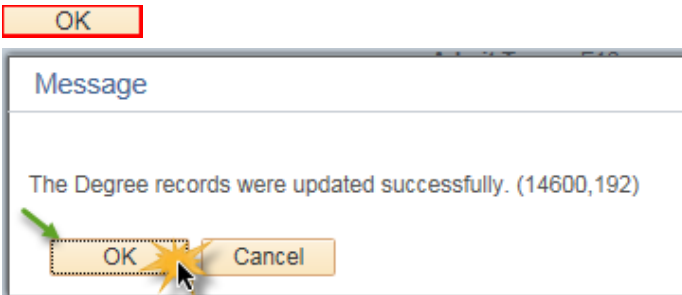 OK
Message
The Degree records were updated successfully. (14600,192)
OK Cancel